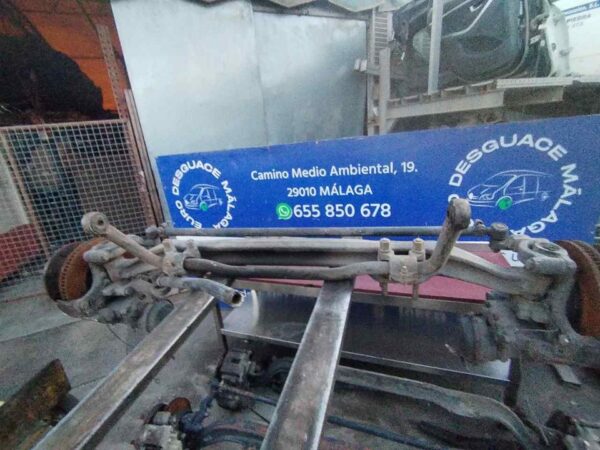 EURO DESGUACE MÁLAGA
Camino Medio Ambiental, 19.
29010 MÁLAGA
655 850 678
DESGUACE MÁLAGA